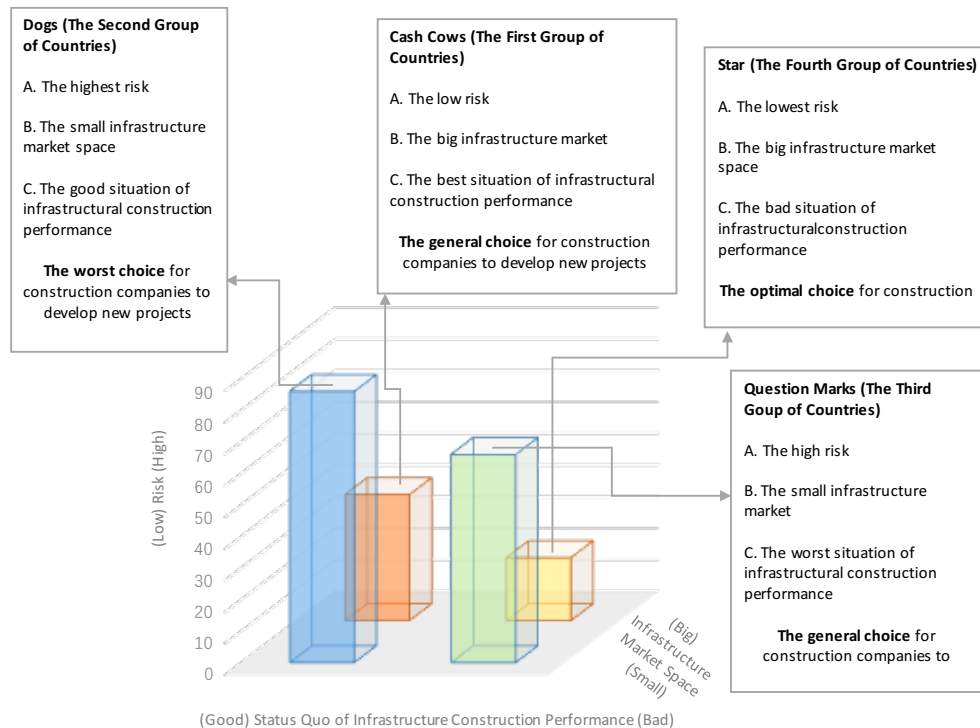 Dogs (The Second Group
of Countries)
A. The highest risk
B. The small infrastructure
market space
C. The good situation of
infrastructural construction
performance
The worst choice for
construction companies to
develop new projects
Cash Cows (The First Group of
Countries)
A. The low risk
B. The big infrastructure market
C. The best situation of infrastructural
construction performance
The general choice for construction
companies to develop new projects
Star (The Fourth Group of Countries)
A. The lowest risk
B. The big infrastructure market
space
C. The bad situation of
infrastructuralconstruction
performance
The optimal choice for construction
Question Marks (The Third
Goup of Countries)
A. The high risk
B. The small infrastructure
market
C. The worst situation of
infrastructural construction
performance
The general choice for
construction companies to
(Low) Risk (High)
90
80
70
60
50
40
30
20
10
0
(Big)
Infrastructure
Market Space
(Small)
(Good) Status Quo of Infrastructure Construction Performance (Bad)